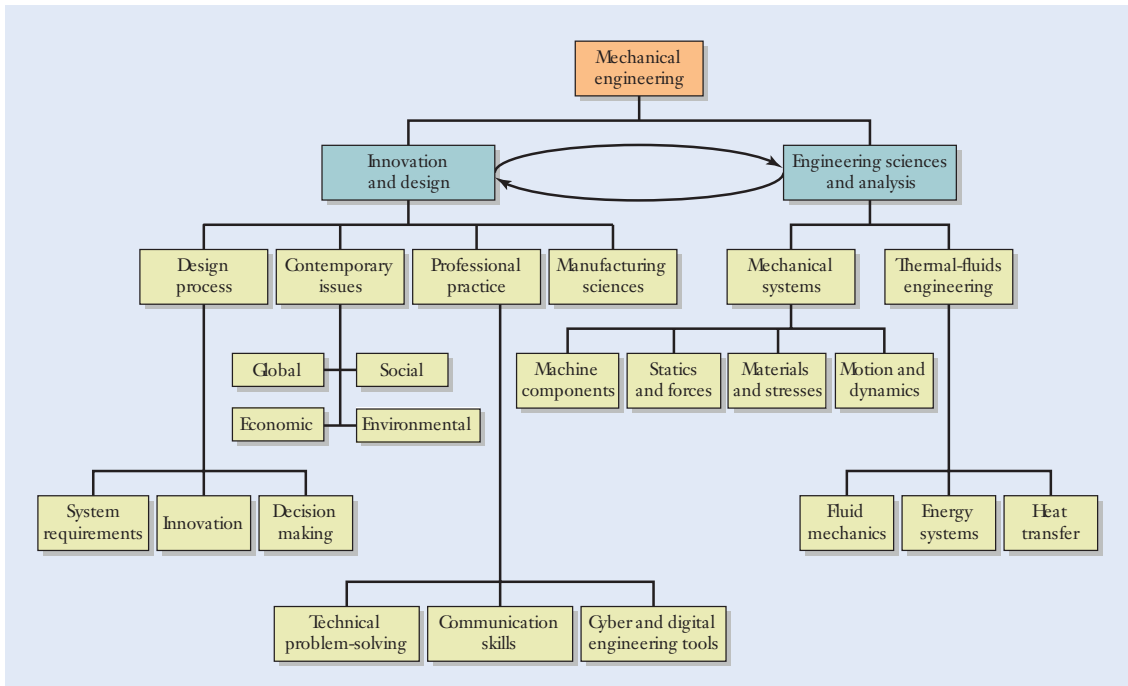 Mechanical
engineering
Innovation
and design
Engineering sciences
and analysis
Design
process
Contemporary
issues
Professional
practice
Manufacturing
sciences
Mechanical
systems
Thermal-fluids
engineering
Global
Social
Economic
Environmental
Machine
components
Statics
and forces
Materials
and stresses
Motion and
dynamics
System
requirements
Innovation
Decision
making
Fluid
mechanics
Energy
systems
Heat
transfer
Technical
problem-solving
Communication
skills
Cyber and digital
engineering tools